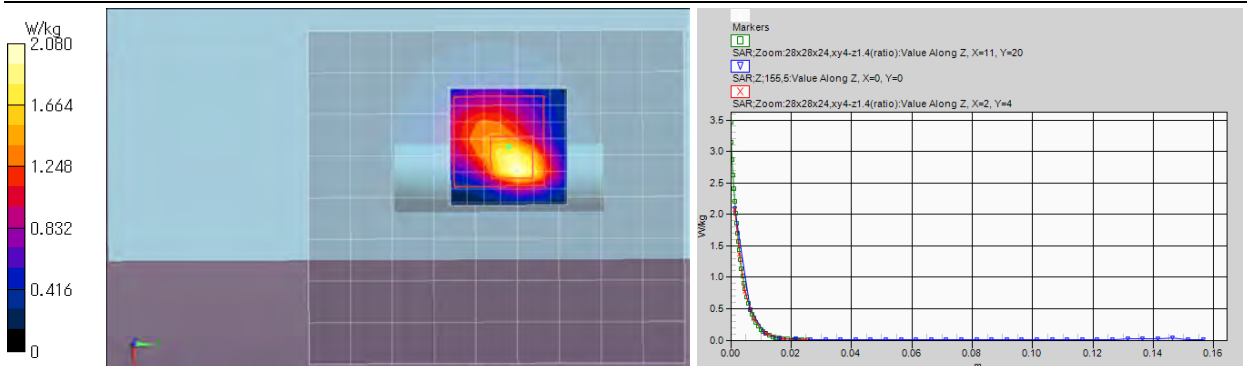 W/kg
2.080
1.664
1.248
0.832
0.416
0
Markers
SAR;Zoom:28x28x24,xy4-z1.4(ratio):Value Along Z, X=11, Y=20
SAR;Z;155,5:Value Along Z, X=0, Y=0
SAR;Zoom:28x28x24,xy4-z1.4(ratio):Value Along Z, X=2, Y=4
3.5
3.0
2.5
2.0
1.5
1.0
0.5
0.0
W/kg
0.00 0.02 0.04 0.06 0.08 0.10 0.12 0.14 0.16